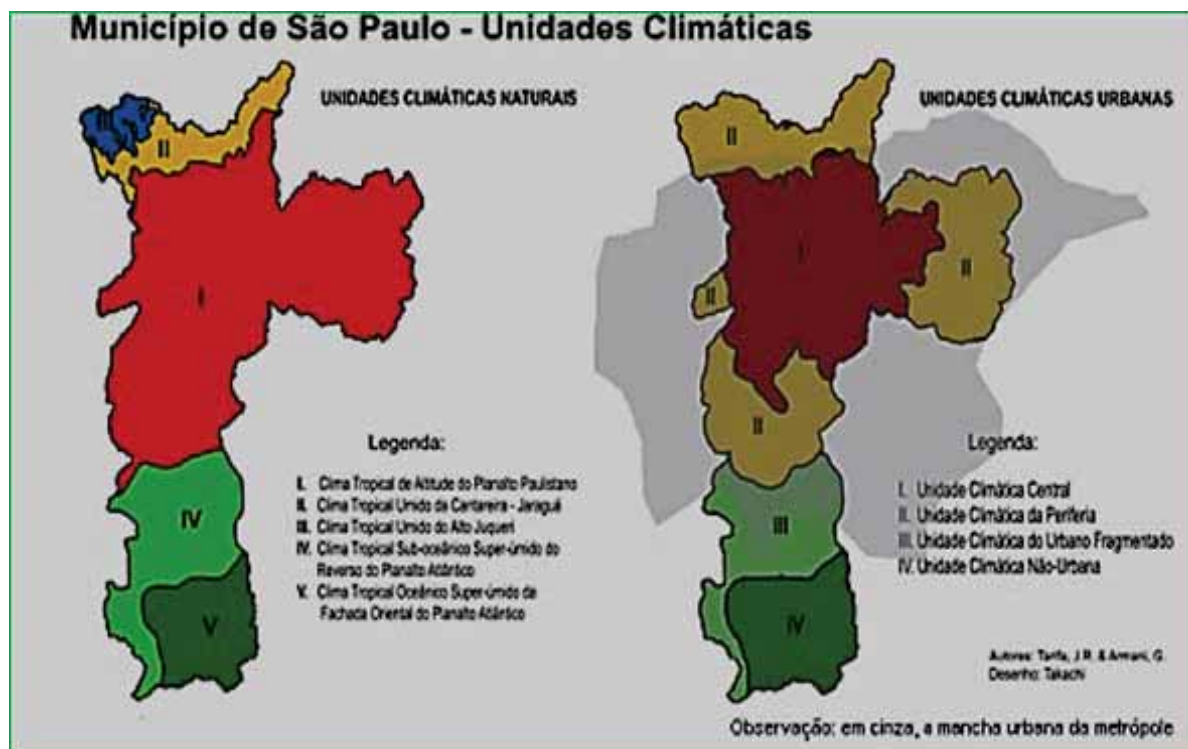 Município de São Paulo - Unidades Climáticas
UNIDADES CLIMÁTICAS NATURAIS
III
II
I
IV
V
Legenda:
I. Clima Tropical de Altitude do Planalto Paulistano
II. Clima Tropical Úmido da Cantareira - Jaraguá
III. Clima Tropical Úmido do Alto Juqueri
IV. Clima Tropical Sub-oceânico Super-úmido do
Reverso do Planalto Atlântico
V. Clima Tropical Oceânico Super-úmido da
Fachada Oriental do Planalto Atlântico
UNIDADES CLIMÁTICAS URBANAS
II
I
II
II
II
III
IV
Legenda:
I. Unidade Climática Central
II. Unidade Climática da Periferia
III. Unidade Climática do Urbano Fragmentado
IV. Unidade Climática Não-Urbana
Autores: Tarifa, J.R. & Armani, G.
Desenho: Takachi
Observação: em cinza, a mancha urbana da metrópole